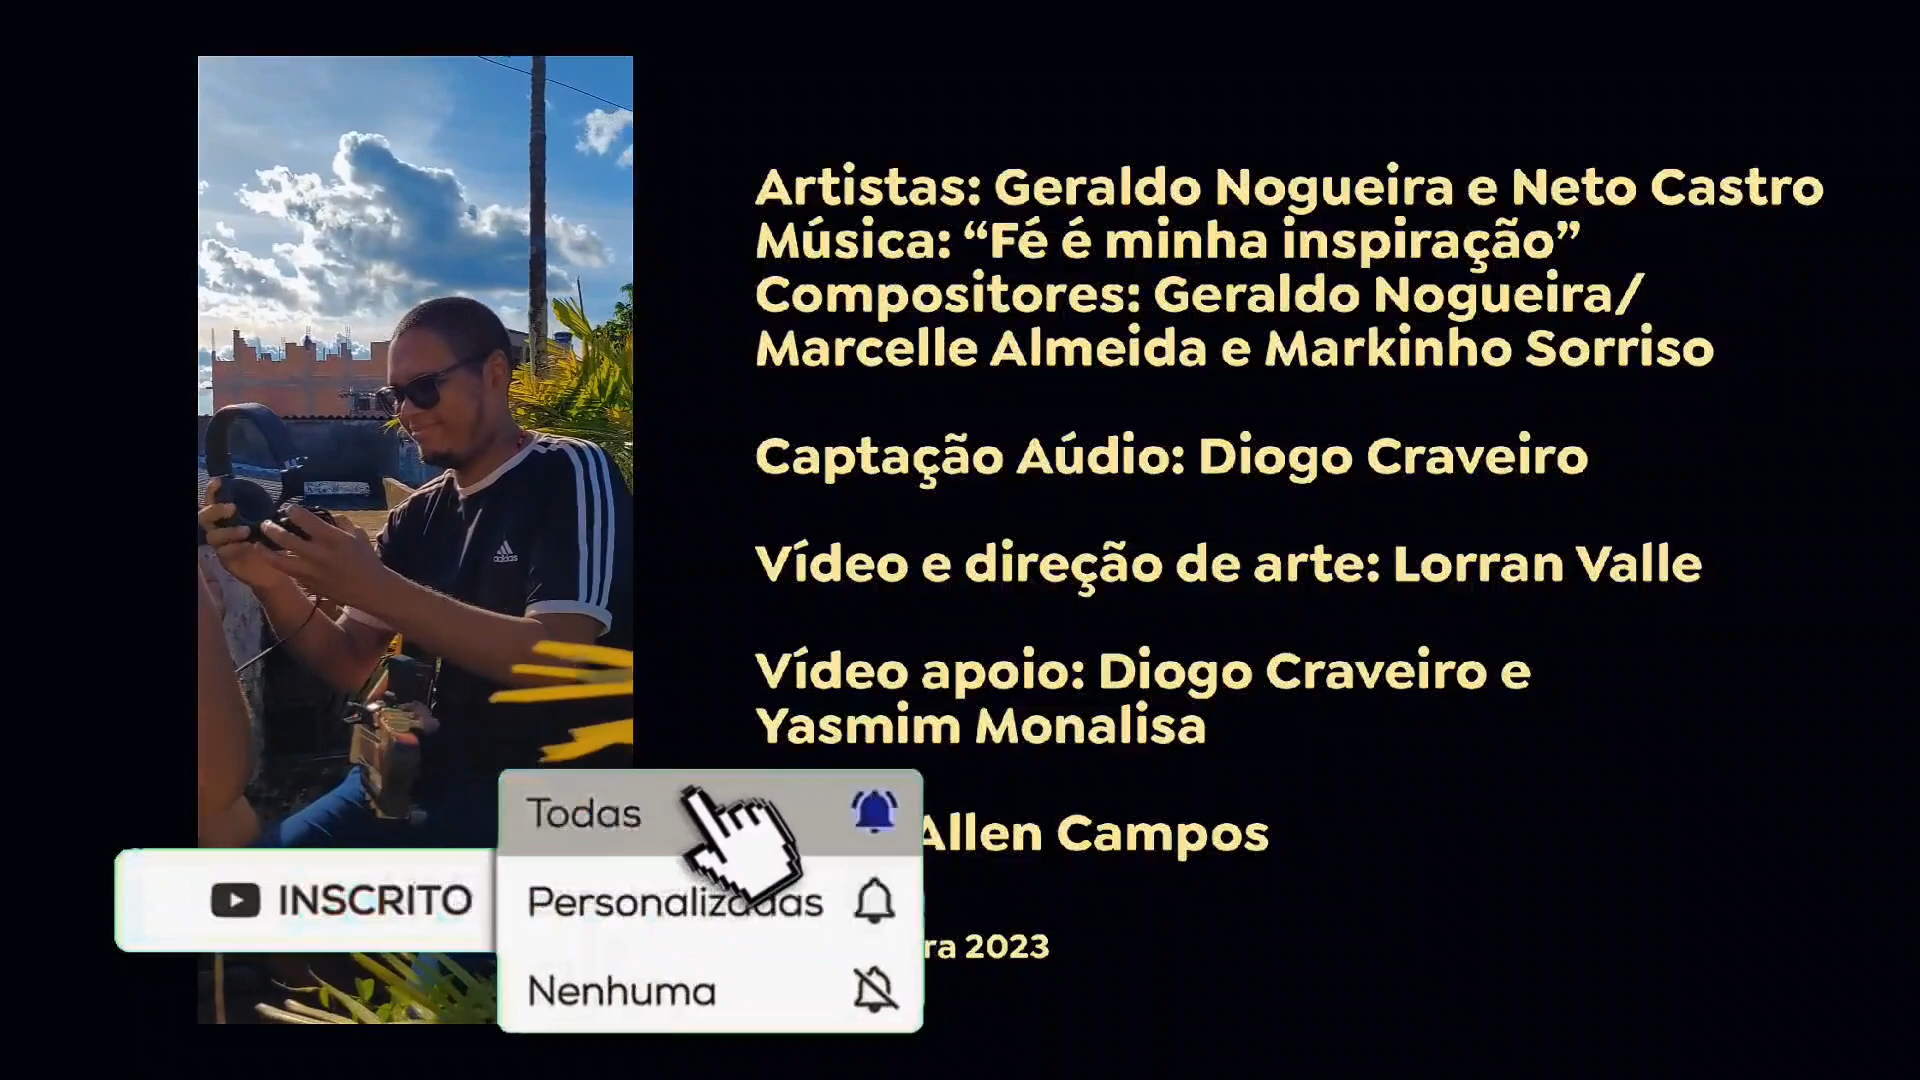 Artistas: Geraldo Nogueira e Neto Castro
Música: “Fé é minha inspiração”
Compositores: Geraldo Nogueira/
Marcelle Almeida e Markinho Sorriso
Captação Aúdio: Diogo Craveiro
Vídeo e direção de arte: Lorran Valle
Vídeo apoio: Diogo Craveiro e
Yasmim Monalisa
Allen Campos
2023
adidas
INSCRITO
Todas
Personalizadas
Nenhuma